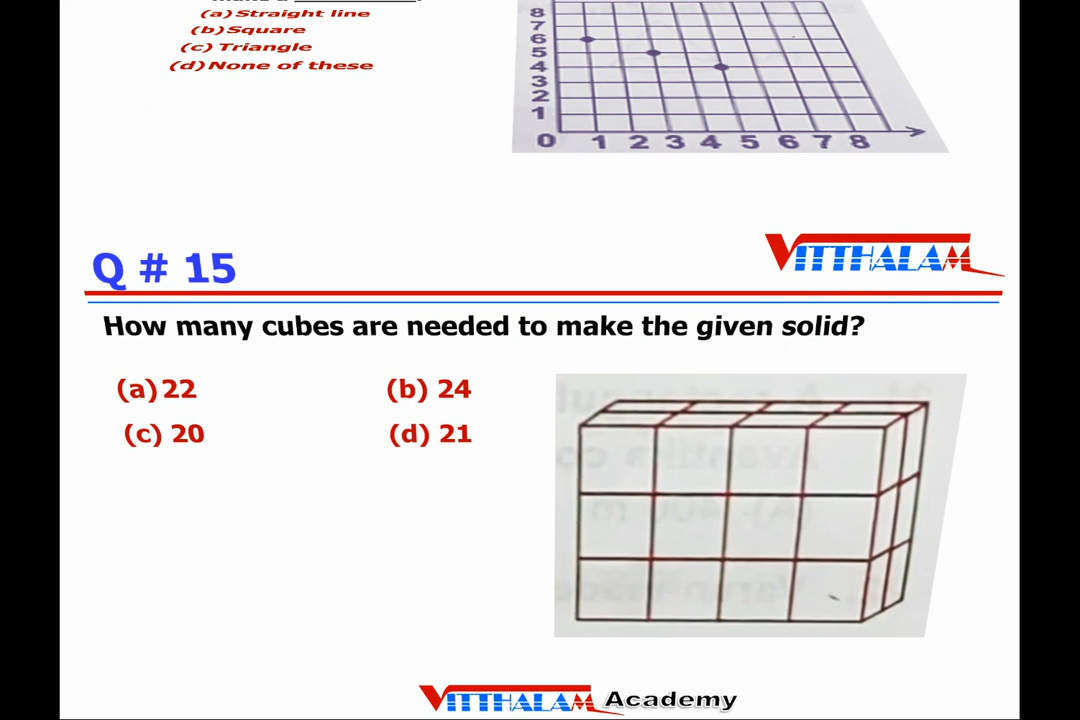 (a) Straight line
(b) Square
(c) Triangle
(d) None of these
8
7
6
5
4
3
2
1
0 1 2 3 4 5 6 7 8
Q # 15
VITTHALAM
How many cubes are needed to make the given solid?
(a) 22 (b) 24
(c) 20 (d) 21
VITTHALAM Academy